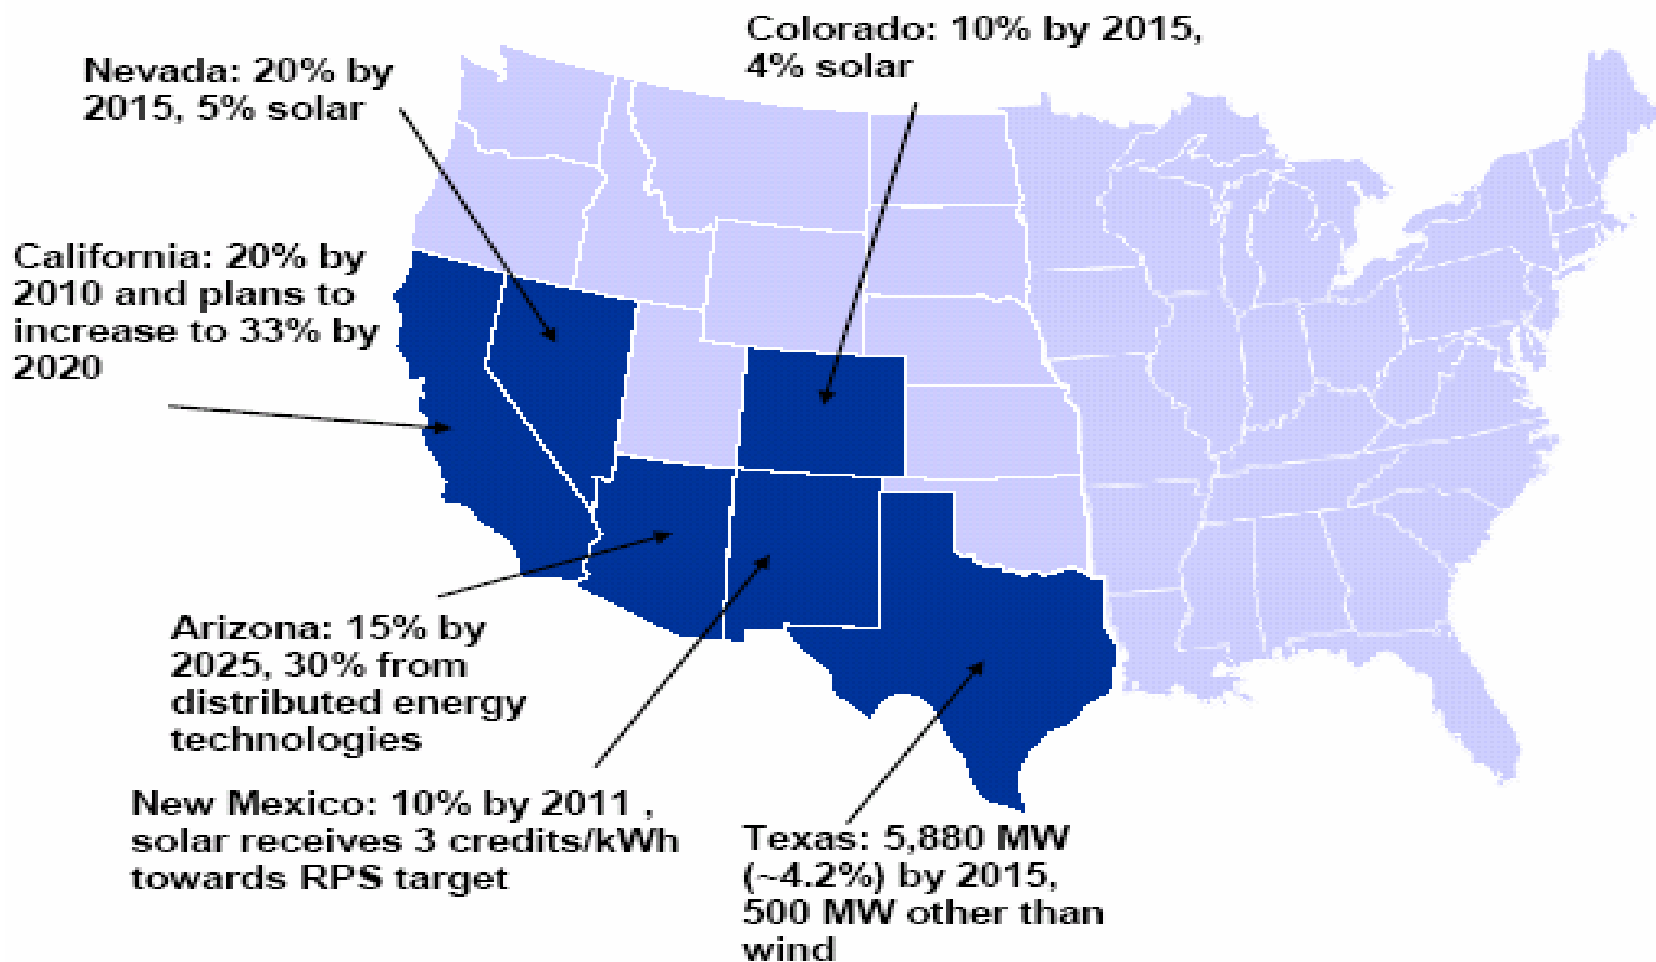 Colorado: 10% by 2015,
4% solar
Nevada: 20% by
2015, 5% solar
California: 20% by
2010 and plans to
increase to 33% by
2020
Arizona: 15% by
2025, 30% from
distributed energy
technologies
New Mexico: 10% by 2011 ,
solar receives 3 credits/kWh
towards RPS target
Texas: 5,880 MW
(~4.2%) by 2015,
500 MW other than
wind